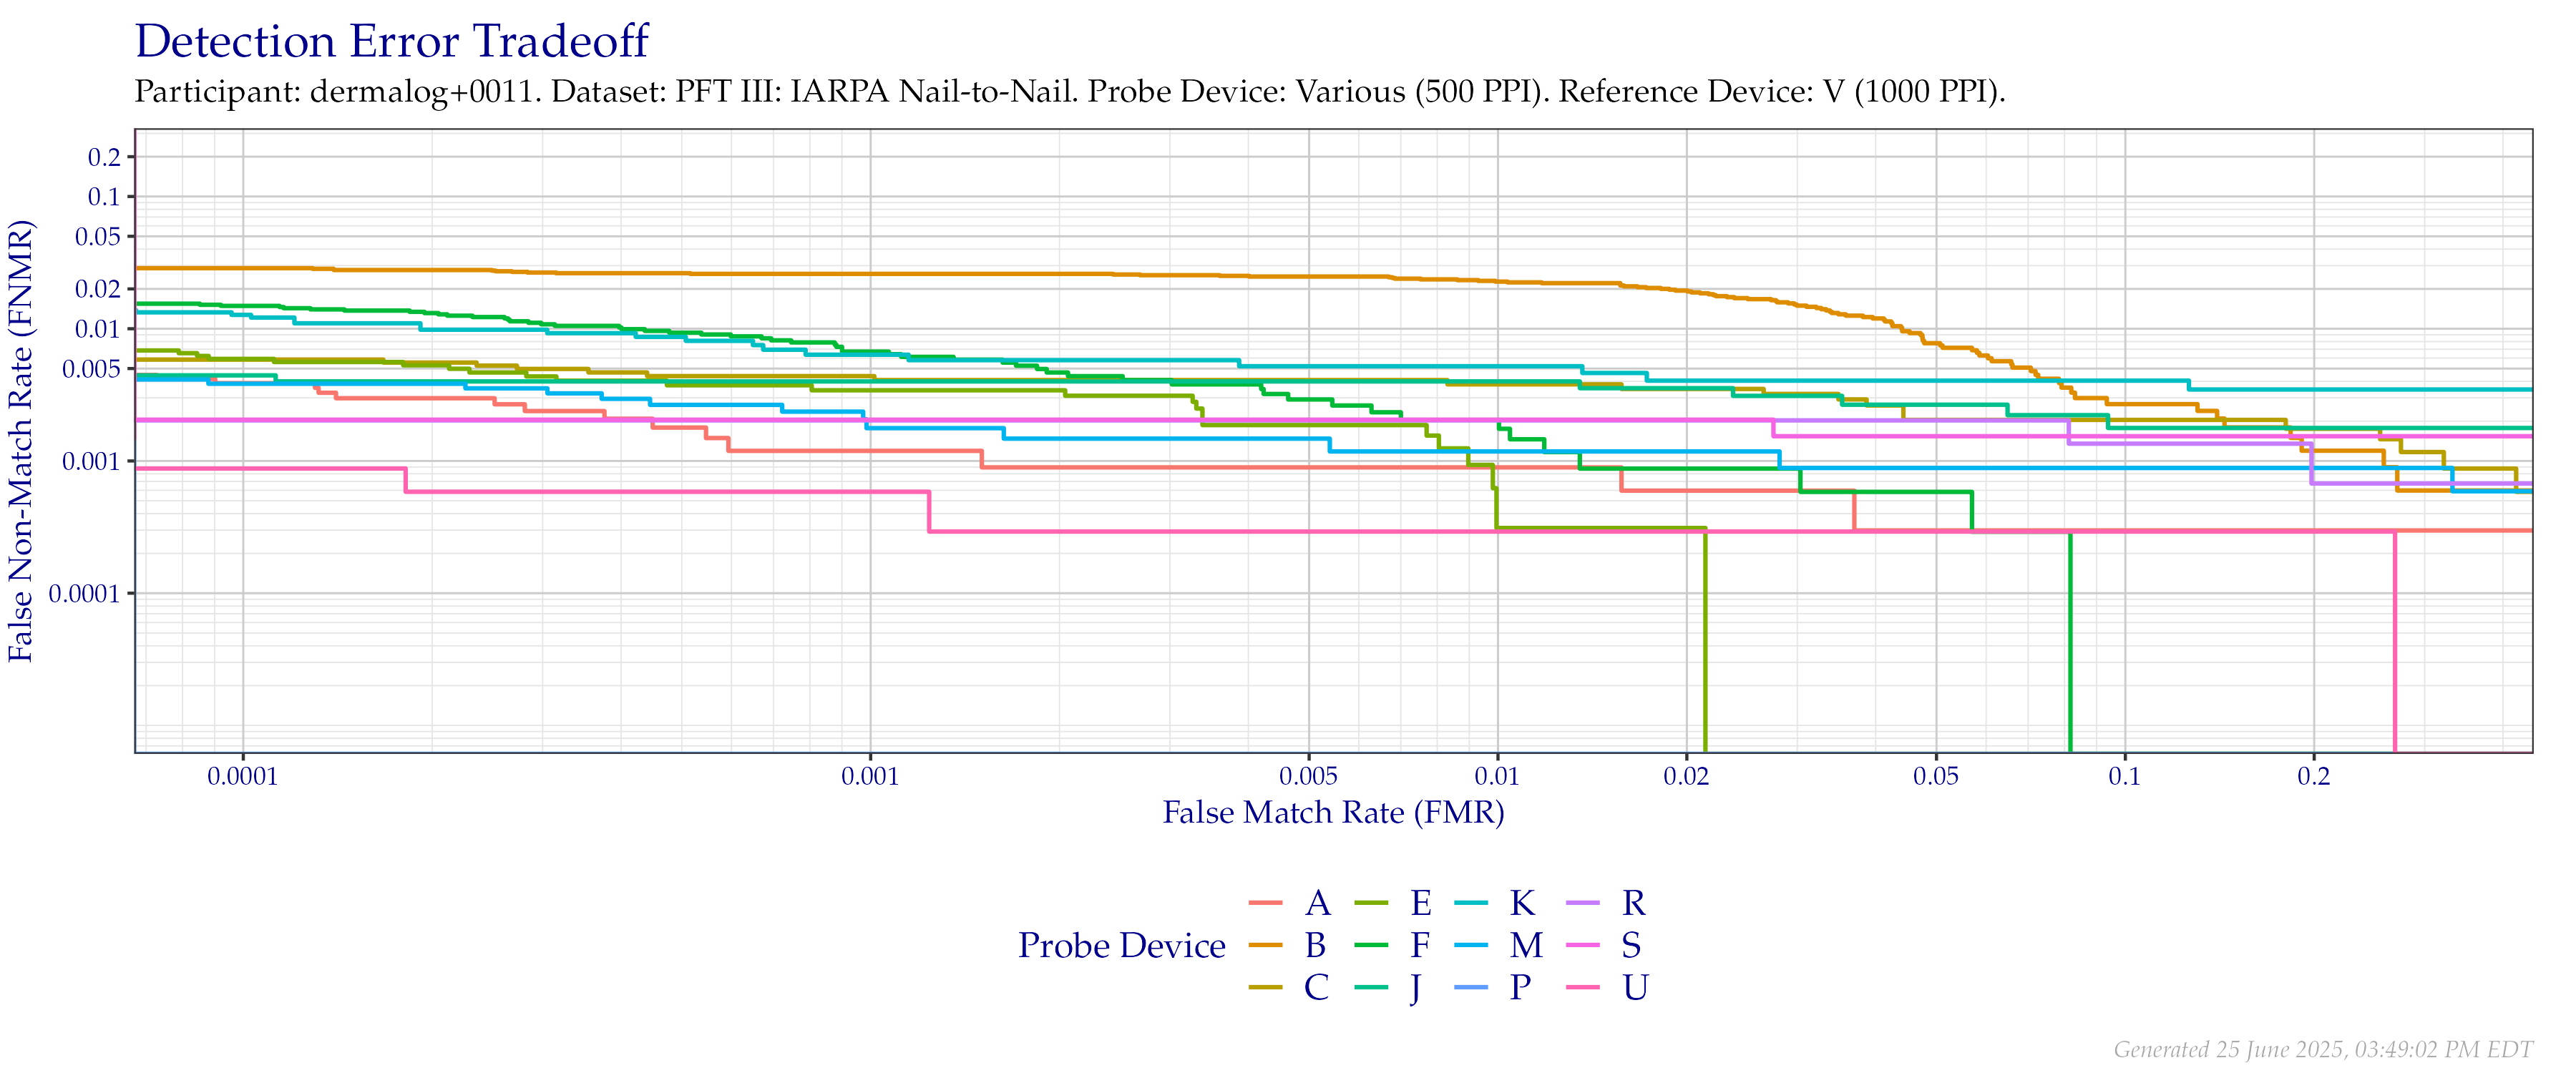 Detection Error Tradeoff
Participant: dermalog+0011. Dataset: PFT III: IARPA Nail-to-Nail. Probe Device: Various (500 PPI). Reference Device: V (1000 PPI).
False Non-Match Rate (FNMR)
0.2
0.1
0.05
0.02
0.01
0.005
0.001
0.0001
0.0001 0.001 0.005 0.01 0.02 0.05 0.1 0.2
False Match Rate (FMR)
Probe Device
A E K R
B F M S
C J P U
Generated 25 June 2025, 03:49:02 PM EDT